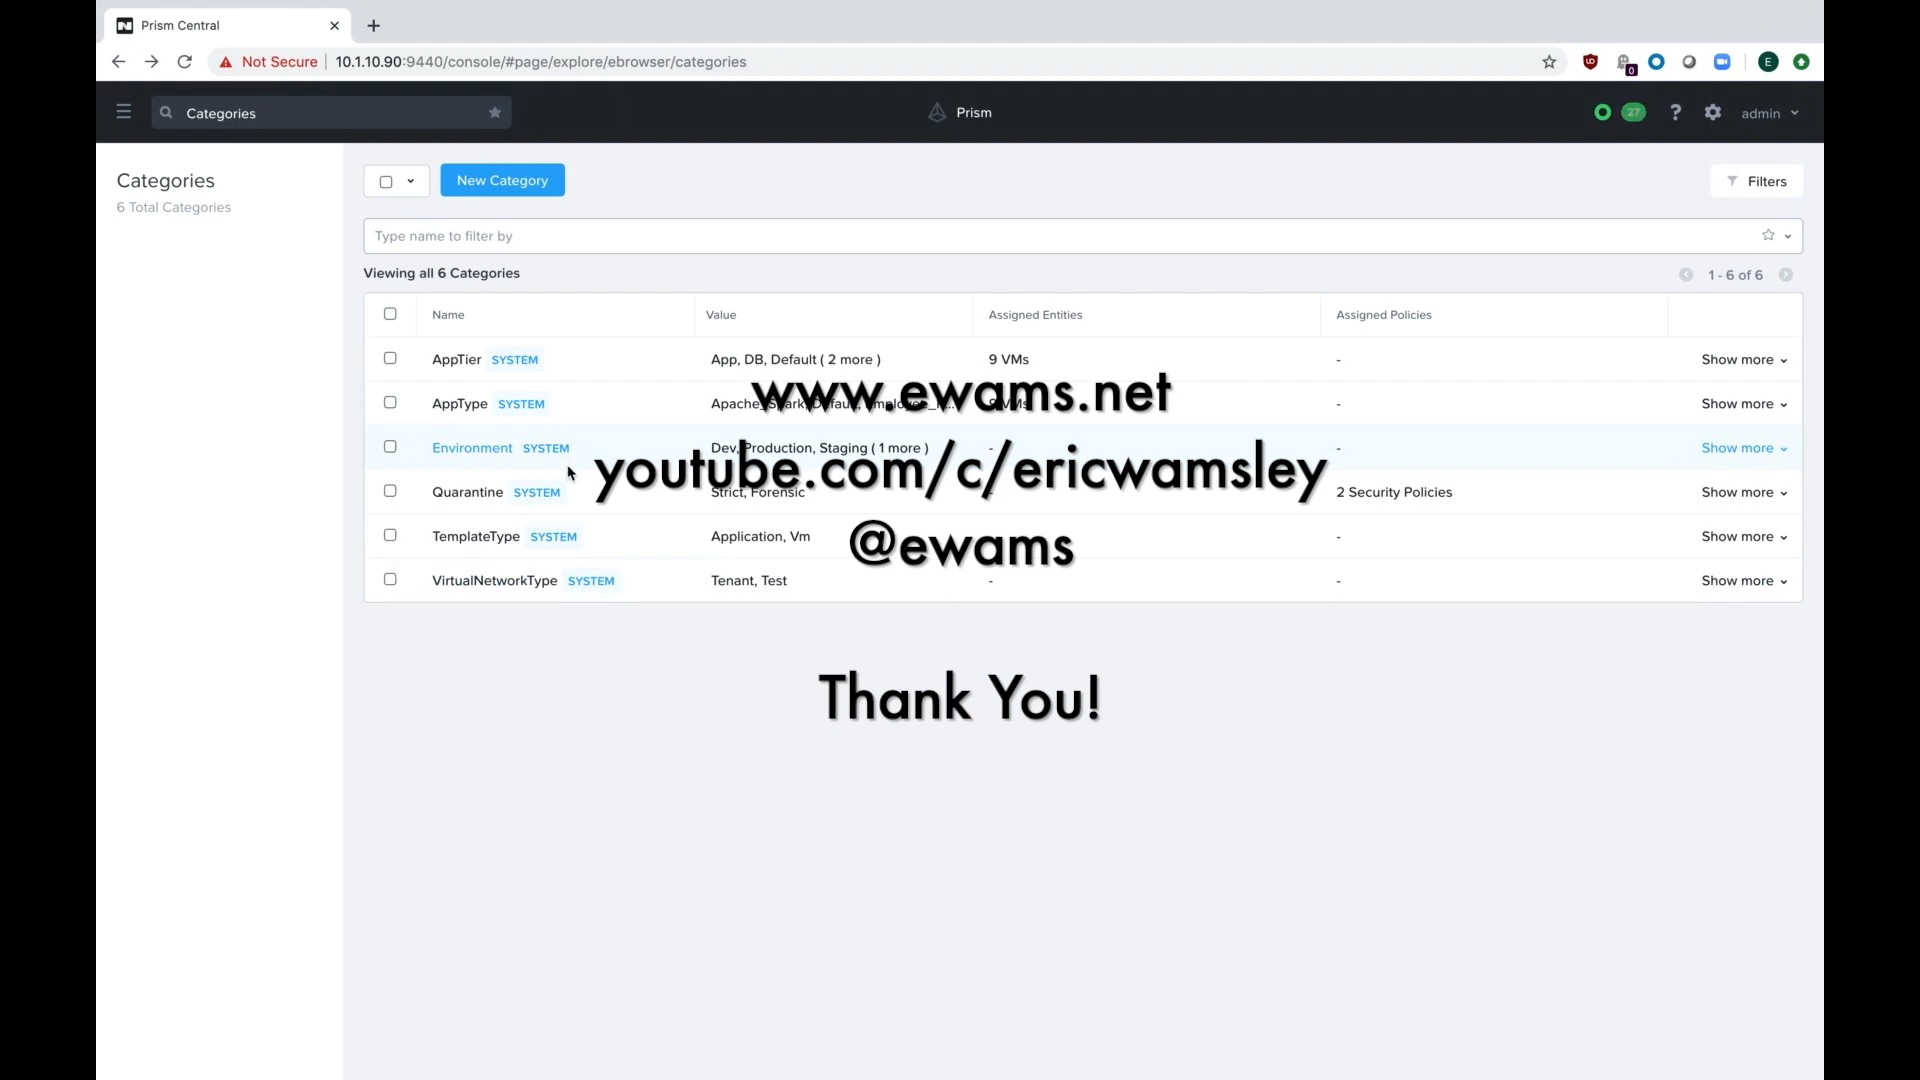 Prism Central
Not Secure 10.1.10.90:9440/console/#page/explore/ebrowser/categories
0
E
Categories
Prism
27 ? admin
Categories
6 Total Categories
New Category
Filters
Type name to filter by
Viewing all 6 Categories
1 - 6 of 6
Name Value Assigned Entities Assigned Policies
AppTier SYSTEM App, DB, Default ( 2 more ) 9 VMs - Show more
www.ewams.net
AppType SYSTEM - Show more
Environment SYSTEM Dev, Production, Staging ( 1 more ) - - Show more
youtube.com/c/ericwamsley
Quarantine SYSTEM Strict, Forensic - 2 Security Policies Show more
TemplateType SYSTEM Application, Vm - Show more
@ewams
VirtualNetworkType SYSTEM Tenant, Test - - Show more
Thank You!